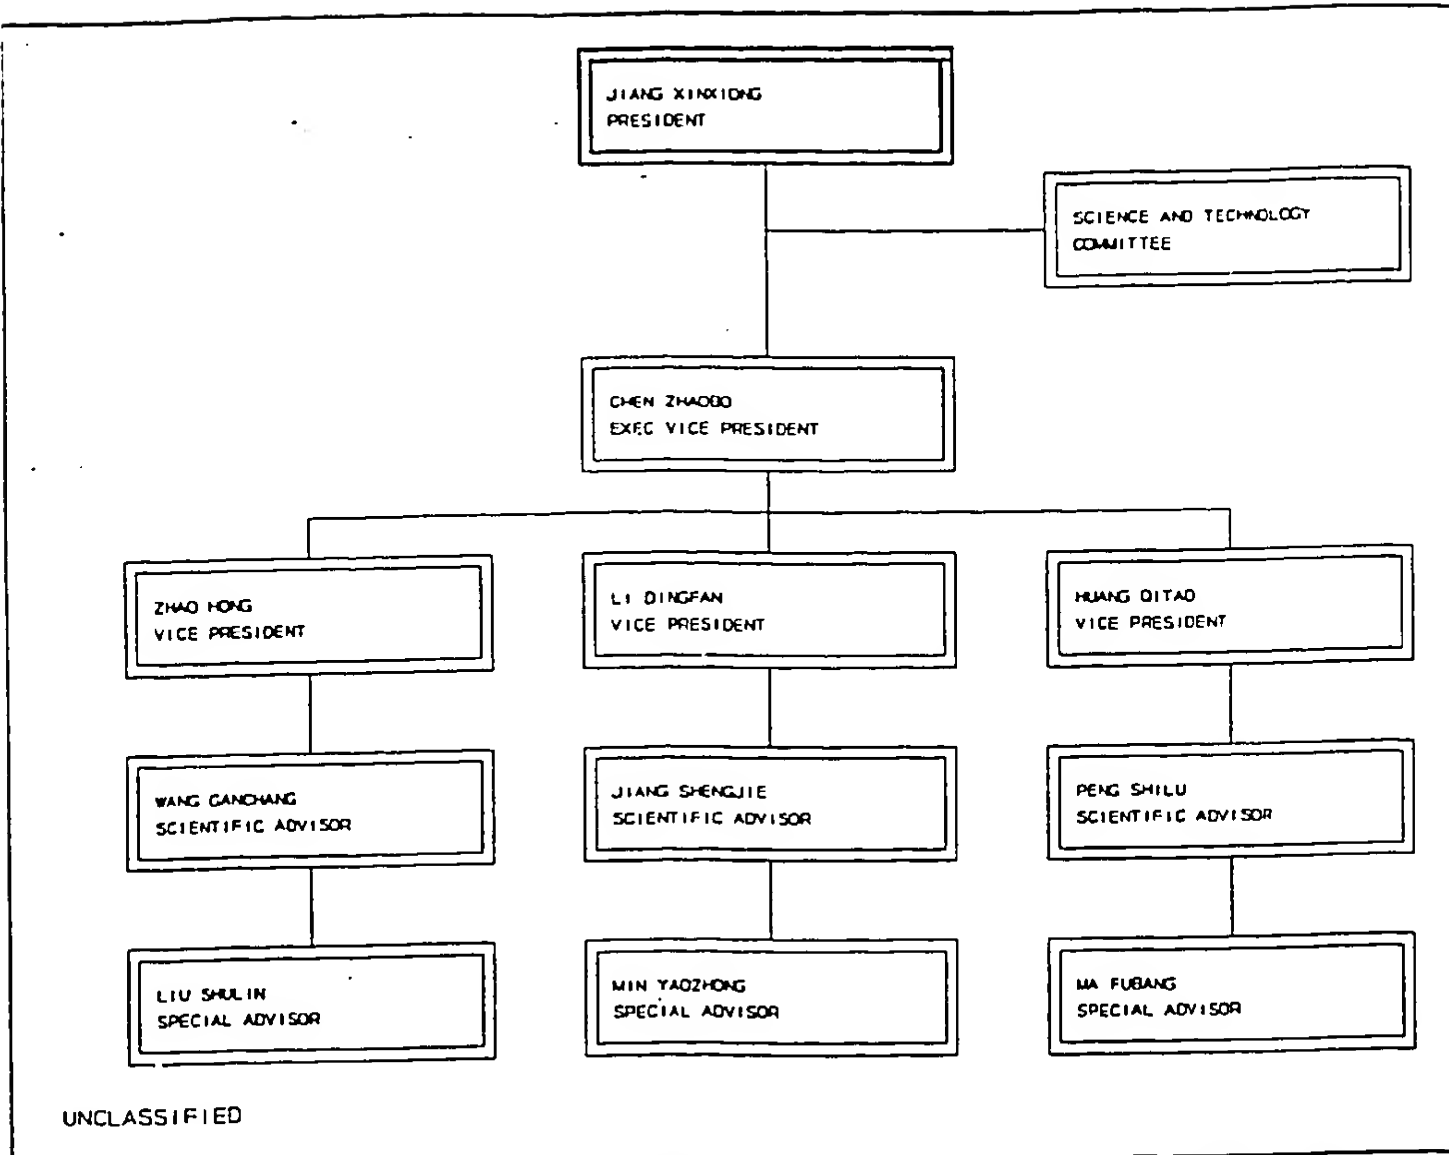 JIANG XINXIONG
PRESIDENT
SCIENCE AND TECHNOLOGY
COMMITTEE
CHEN ZHAOBO
EXEC VICE PRESIDENT
ZHAO HONG
VICE PRESIDENT
LI DINGFAN
VICE PRESIDENT
HUANG QITAO
VICE PRESIDENT
WANG GANCHANG
SCIENTIFIC ADVISOR
JIANG SHENGJIE
SCIENTIFIC ADVISOR
PENG SHILU
SCIENTIFIC ADVISOR
LIU SHULIN
SPECIAL ADVISOR
MIN YAOZHONG
SPECIAL ADVISOR
MA FUBANG
SPECIAL ADVISOR
UNCLASSIFIED